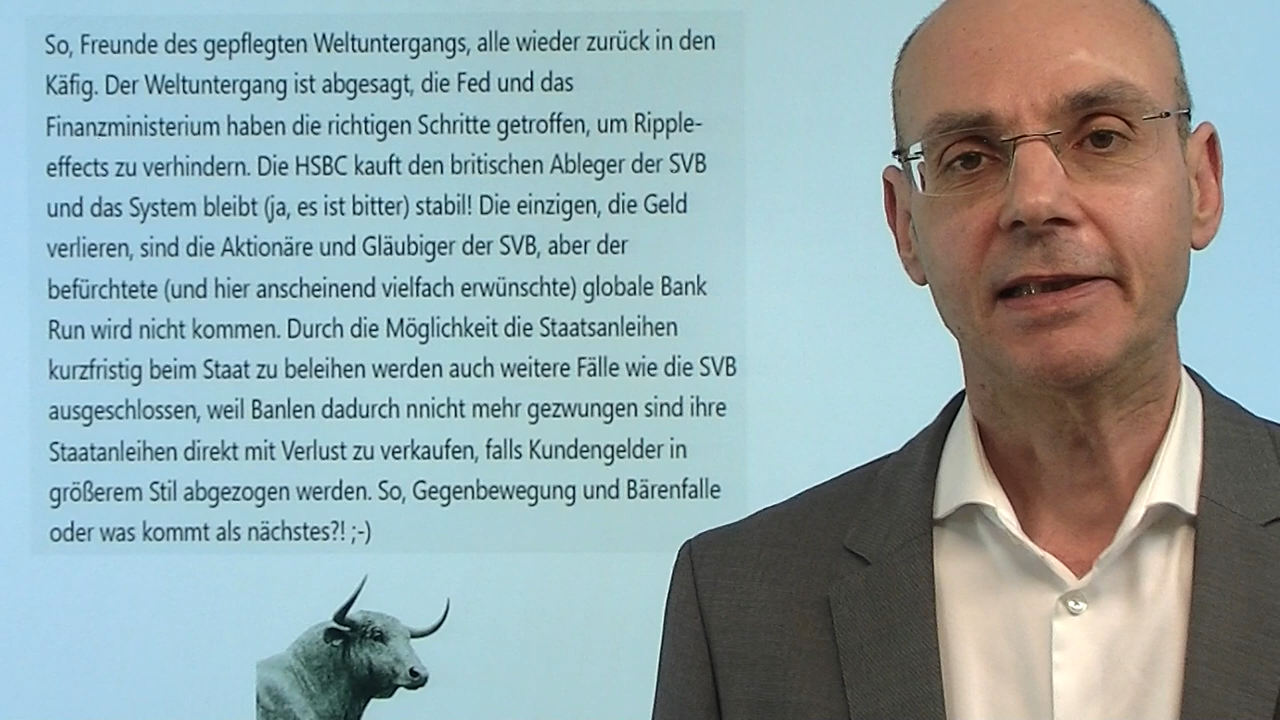 So, Freunde des gepflegten Weltuntergangs, alle wieder zurück in den
Käfig. Der Weltuntergang ist abgesagt, die Fed und das
Finanzministerium haben die richtigen Schritte getroffen, um Ripple-
effects zu verhindern. Die HSBC kauft den britischen Ableger der SVB
und das System bleibt (ja, es ist bitter) stabil! Die einzigen, die Geld
verlieren, sind die Aktionäre und Gläubiger der SVB, aber der
befürchtete (und hier anscheinend vielfach erwünschte) globale Bank
Run wird nicht kommen. Durch die Möglichkeit die Staatsanleihen
kurzfristig beim Staat zu beleihen werden auch weitere Fälle wie die SVB
ausgeschlossen, weil Banlen dadurch nnicht mehr gezwungen sind ihre
Staatanleihen direkt mit Verlust zu verkaufen, falls Kundengelder in
größerem Stil abgezogen werden. So, Gegenbewegung und Bärenfalle
oder was kommt als nächstes?! ;-)